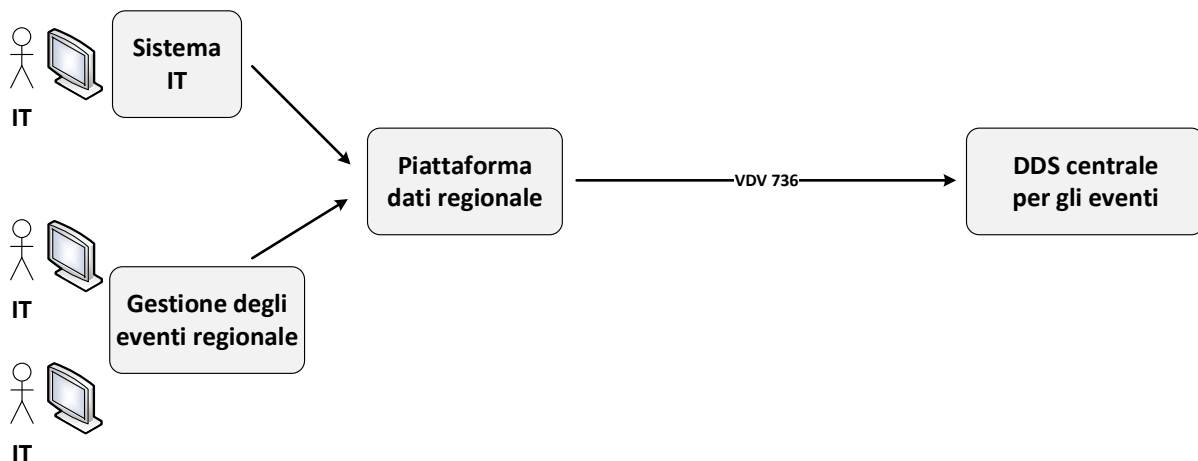 Sistema
IT
IT
Piattaforma
dati regionale
VDV 736
DDS centrale
per gli eventi
IT
Gestione degli
eventi regionale
IT